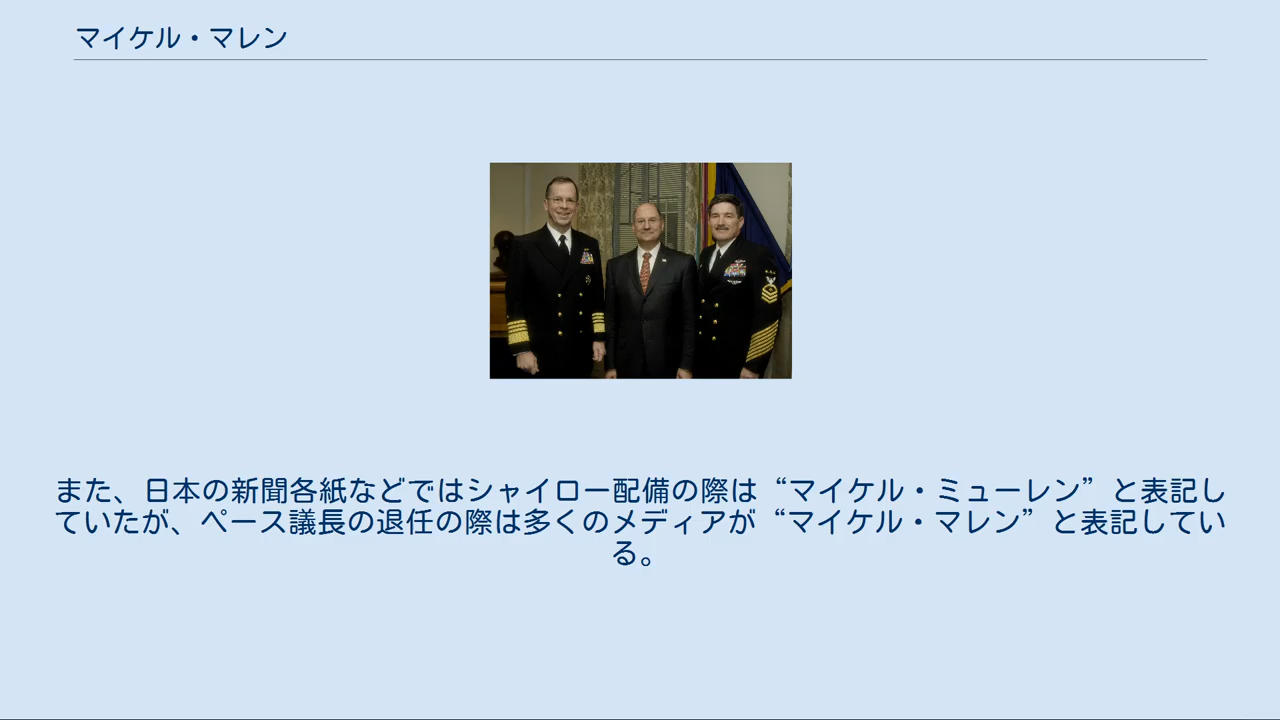 マイケル・マレン
また、日本の新聞各紙などではシャイロー配備の際は“マイケル・ミューレン”と表記し
ていたが、ペース議長の退任の際は多くのメディアが“マイケル・マレン”と表記してい
る。